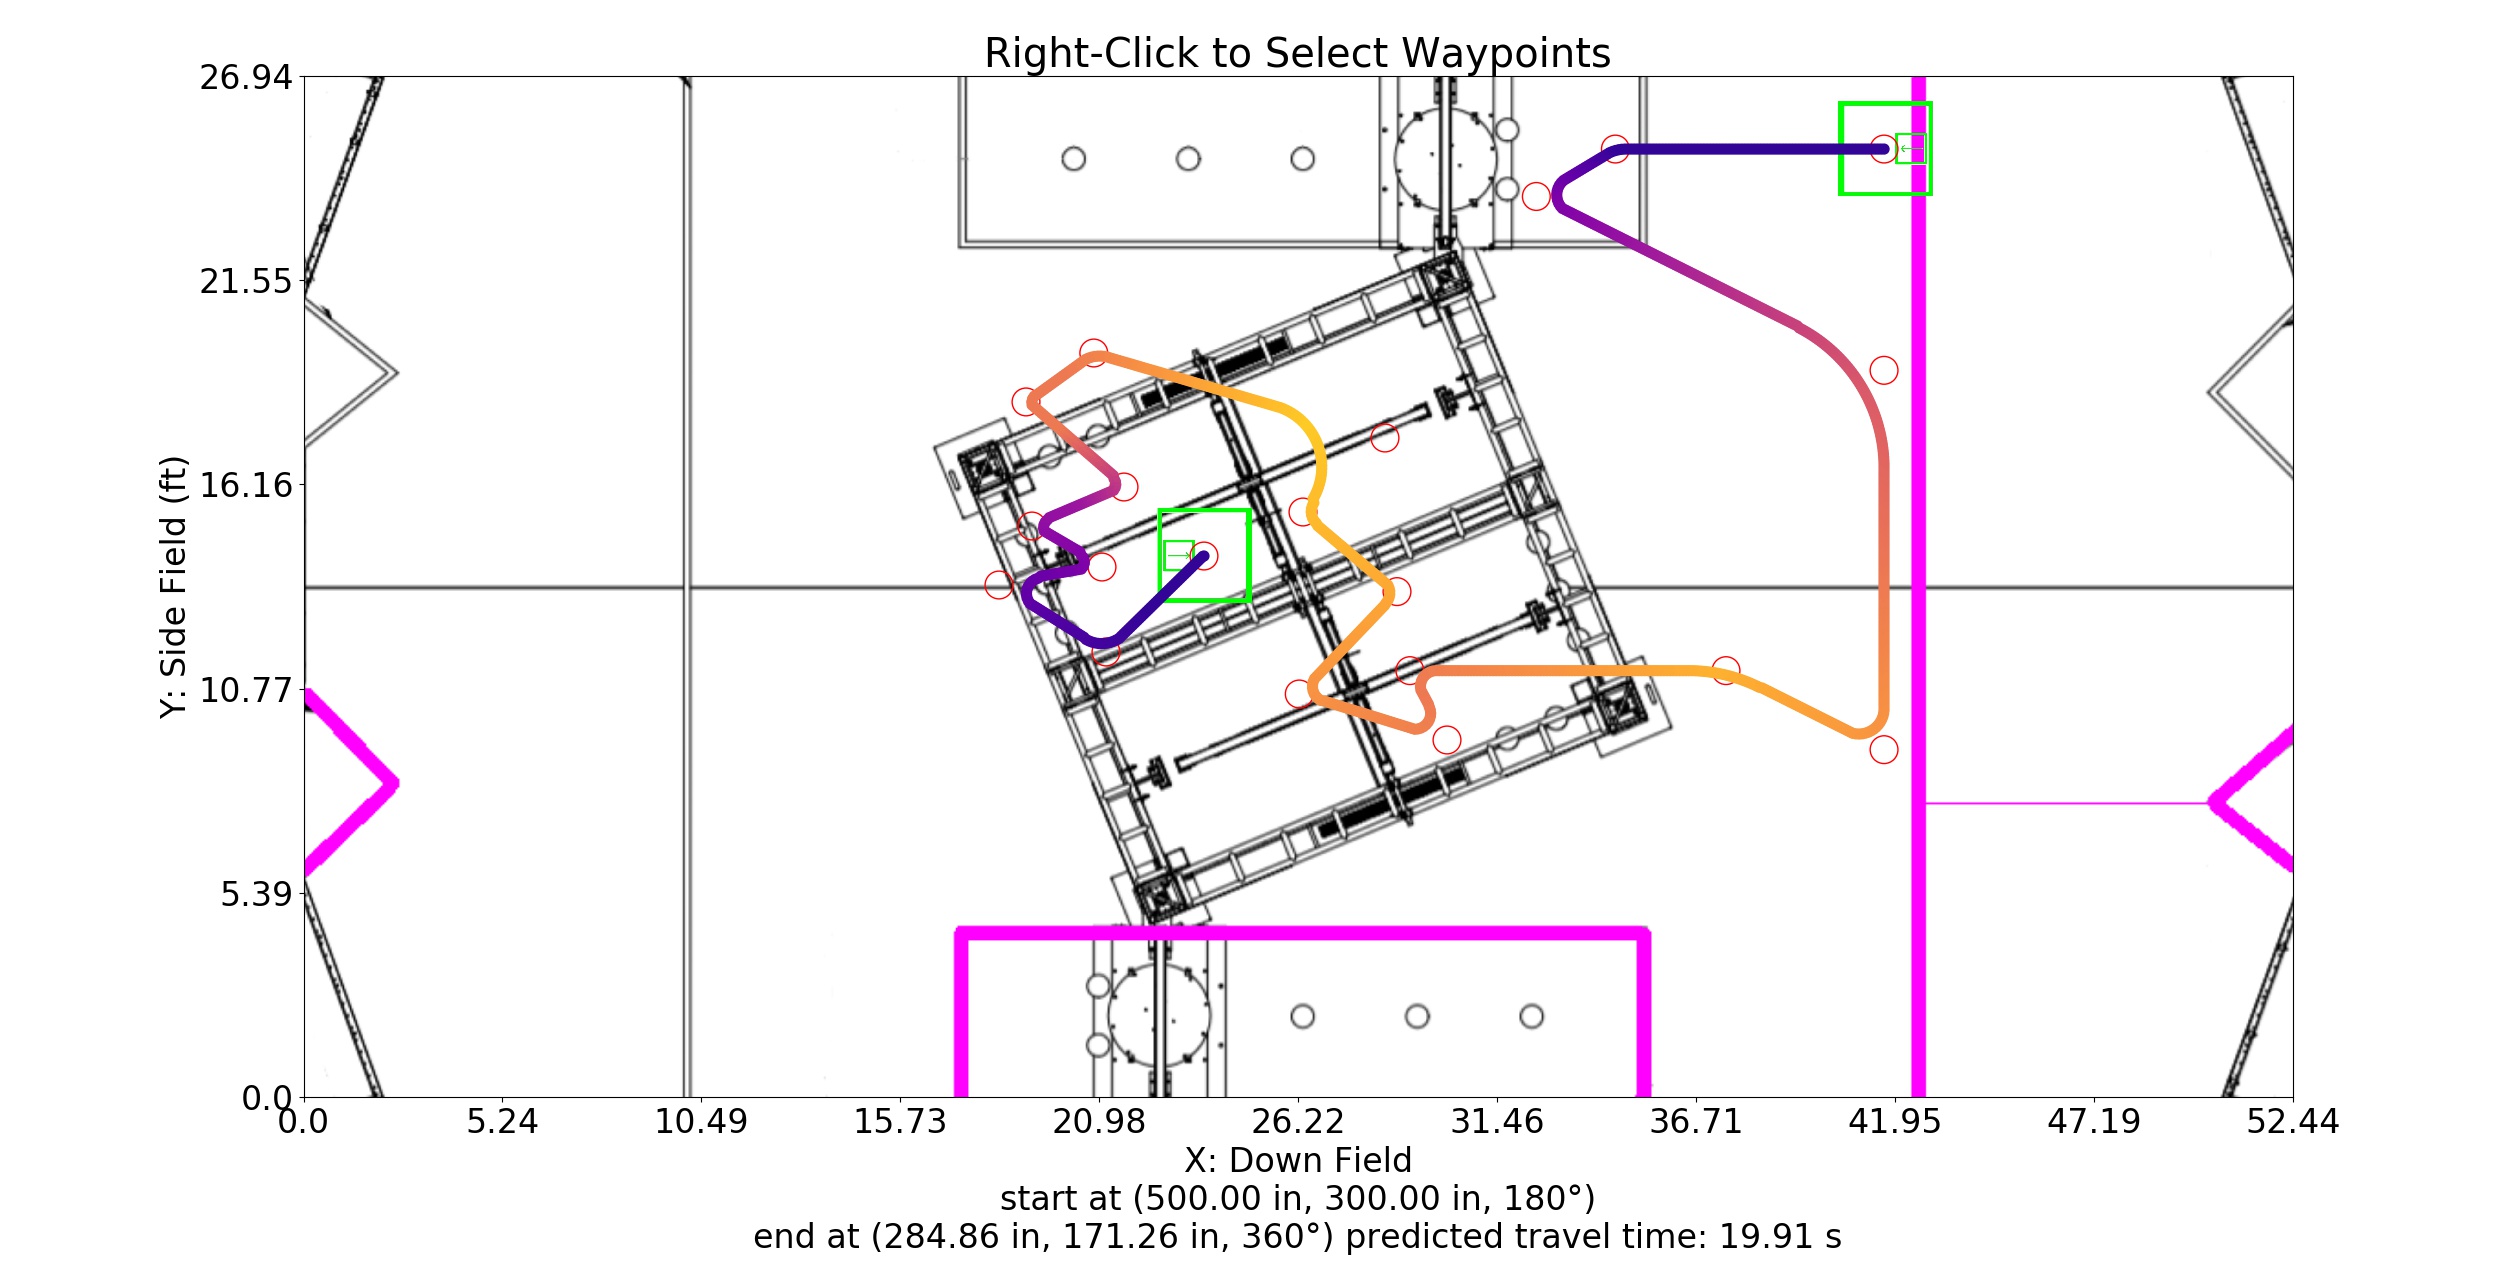 Right-Click to Select Waypoints
26.94
21.55
16.16
10.77
5.39
0.0
Y: Side Field (ft)
0.0 5.24 10.49 15.73 20.98 26.22 31.46 36.71 41.95 47.19 52.44
X: Down Field
start at (500.00 in, 300.00 in, 180°)
end at (284.86 in, 171.26 in, 360°) predicted travel time: 19.91 s